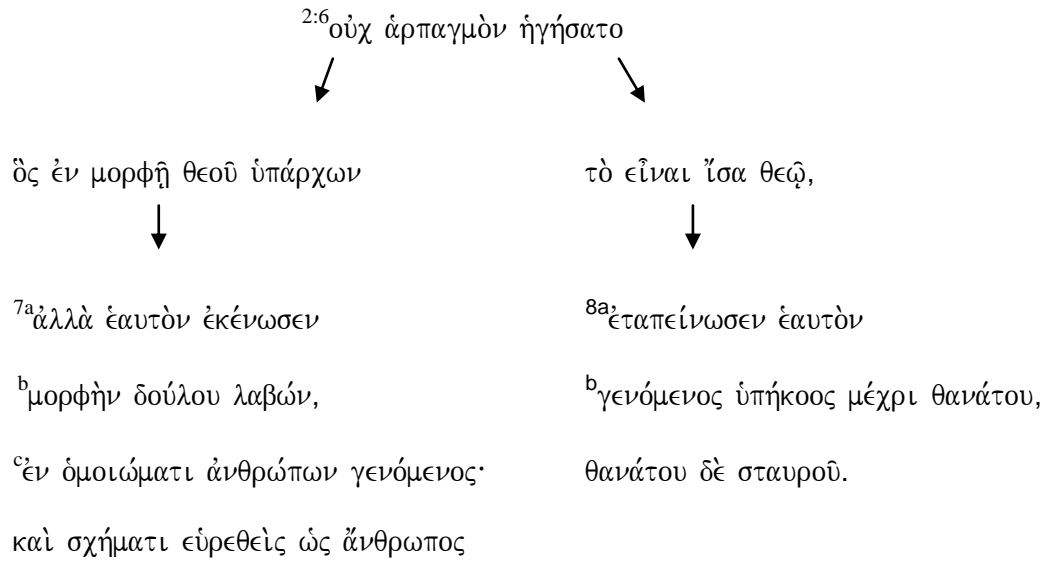 2:6οὐχ ἁρπαγμὸν ἡγήσατο
ὃς ἐν μορφῇ θεοῦ ὑπάρχων
τὸ εἶναι ἴσα θεῷ,
7aἀλλὰ ἑαυτὸν ἐκένωσεν
bμορφὴν δούλου λαβών,
cἐν ὁμοιώματι ἀνθρώπων γενόμενος·
καὶ σχήματι εὑρεθεὶς ὡς ἄνθρωπος
8aἐταπείνωσεν ἑαυτὸν
bγενόμενος ὑπήκοος μέχρι θανάτου,
θανάτου δὲ σταυροῦ.